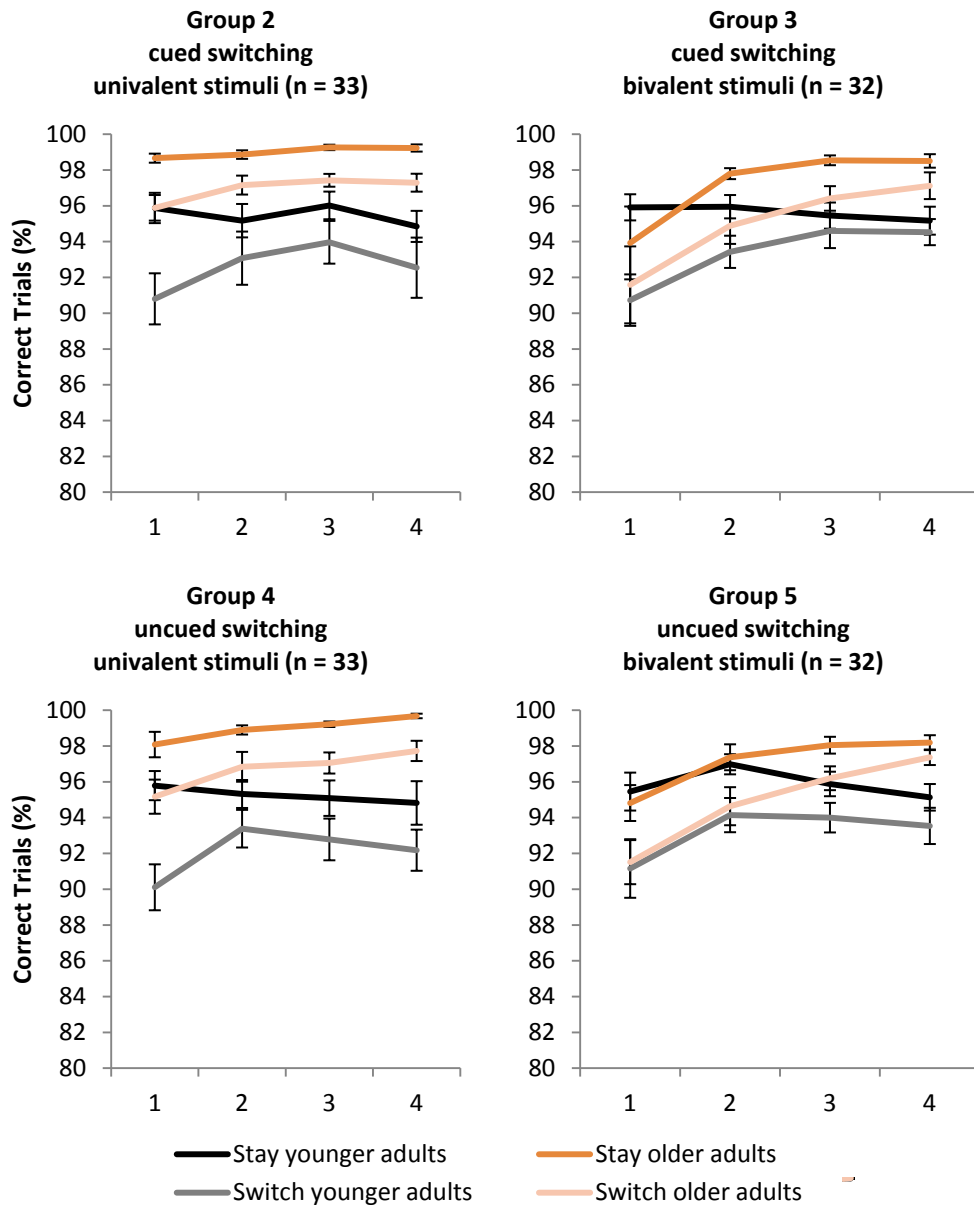 Group 2
cued switching
univalent stimuli (n = 33)
Group 3
cued switching
bivalent stimuli (n = 32)
Correct Trials (%)
100
98
96
94
92
90
88
86
84
82
80
1 2 3 4
100
98
96
94
92
90
88
86
84
82
80
1 2 3 4
Group 4
uncued switching
univalent stimuli (n = 33)
Group 5
uncued switching
bivalent stimuli (n = 32)
Correct Trials (%)
100
98
96
94
92
90
88
86
84
82
80
1 2 3 4
100
98
96
94
92
90
88
86
84
82
80
1 2 3 4
Stay younger adults
Stay older adults
Switch younger adults
Switch older adults